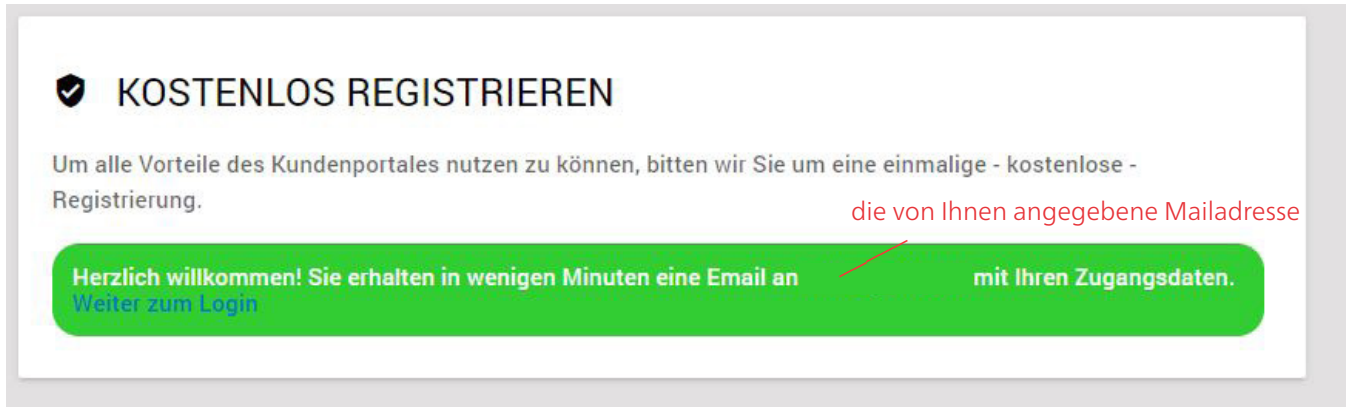 KOSTENLOS REGISTRIEREN
Um alle Vorteile des Kundenportales nutzen zu können, bitten wir Sie um eine einmalige - kostenlose -
Registrierung.
die von Ihnen angegebene Mailadresse
Herzlich willkommen! Sie erhalten in wenigen Minuten eine Email an mit Ihren Zugangsdaten.
Weiter zum Login